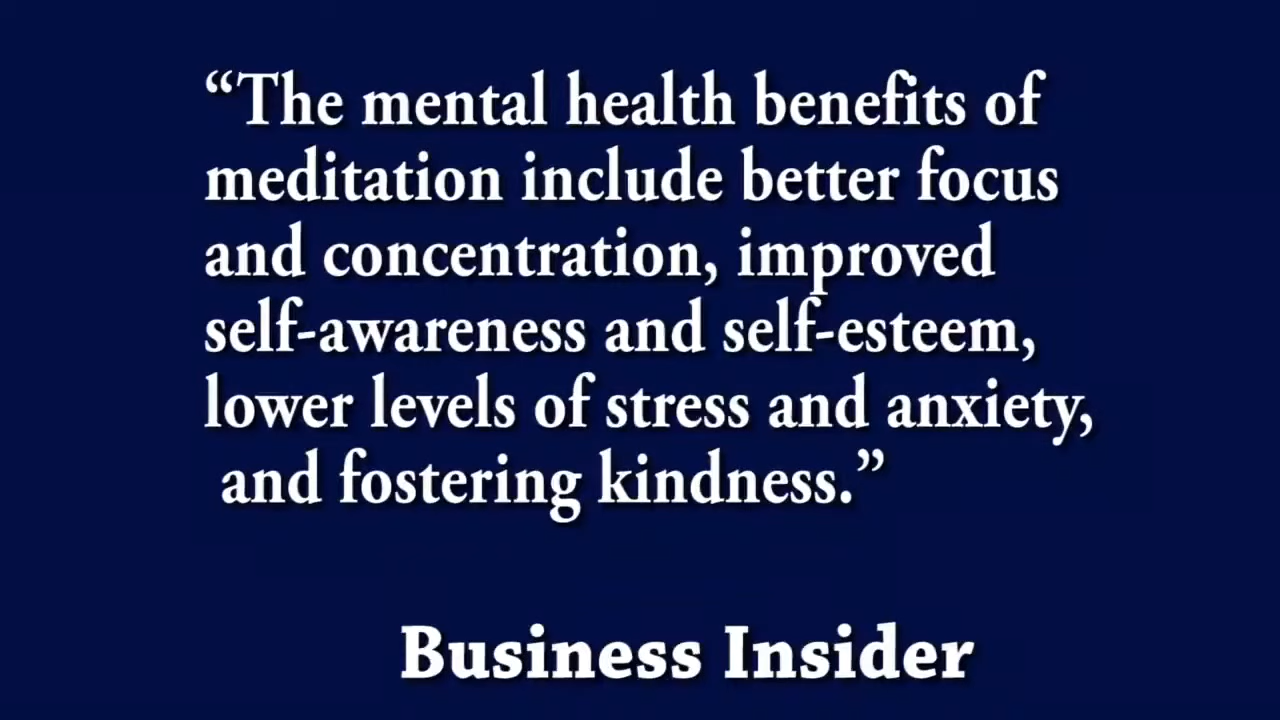 “The mental health benefits of
meditation include better focus
and concentration, improved
self-awareness and self-esteem,
lower levels of stress and anxiety,
and fostering kindness.”
Business Insider